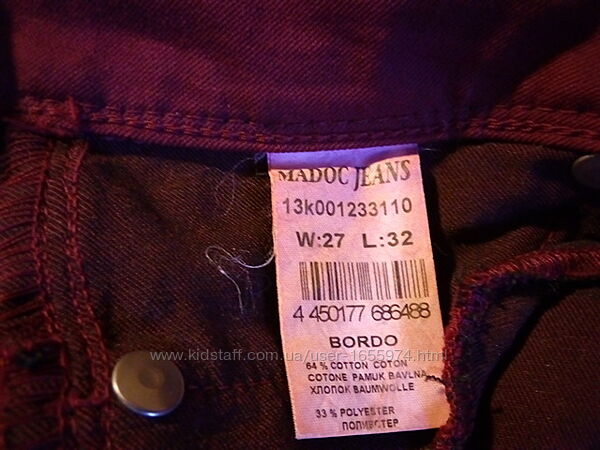 MADOC JEANS
13k001233110
W:27 L:32
4 450177 686488
BORDO
www.kidstaff.com.ua/user-1655974.htm
64 % COTTON COTON
COTONE PAMUK BAVLNA
ХЛОПОК BAUMWOLLE
33 % POLYESTER
ПОЛИЭСТЕР